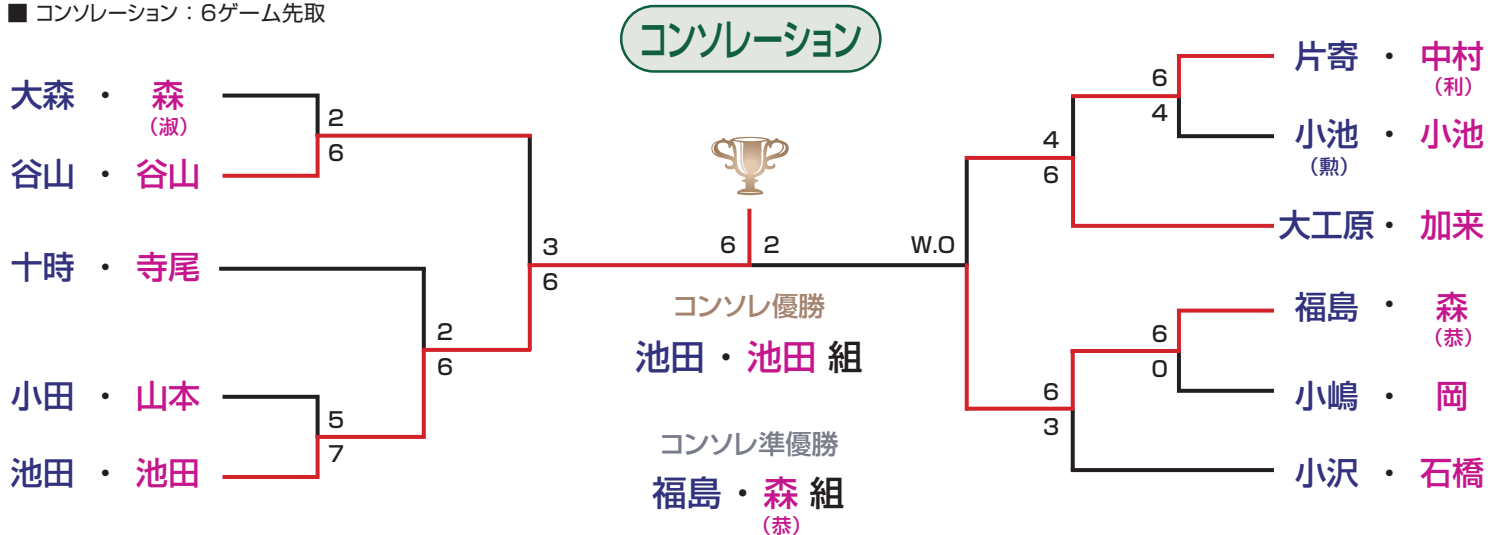 ■ コンソレーション：6ゲーム先取
コンソレーション
大森 ・ 森
（淑）
2
6
谷山 ・ 谷山
十時 ・ 寺尾
2
6
小田 ・ 山本
5
7
池田 ・ 池田
3
6
6 2
コンソレ優勝
池田 ・ 池田 組
コンソレ準優勝
福島 ・ 森 組
（恭）
W.O
片寄 ・ 中村
（利）
6
4
小池 ・ 小池
（勲）
4
6
大工原 ・ 加来
福島 ・ 森
（恭）
6
0
小嶋 ・ 岡
6
3
小沢 ・ 石橋